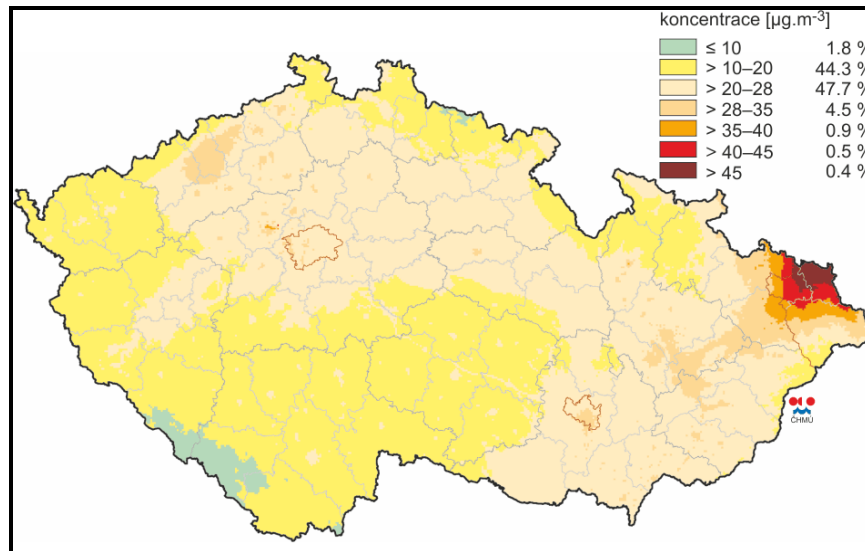 koncentrace [µg.m⁻³]
≤ 10 1.8 %
> 10–20 44.3 %
> 20–28 47.7 %
> 28–35 4.5 %
> 35–40 0.9 %
> 40–45 0.5 %
> 45 0.4 %
ČHMÚ